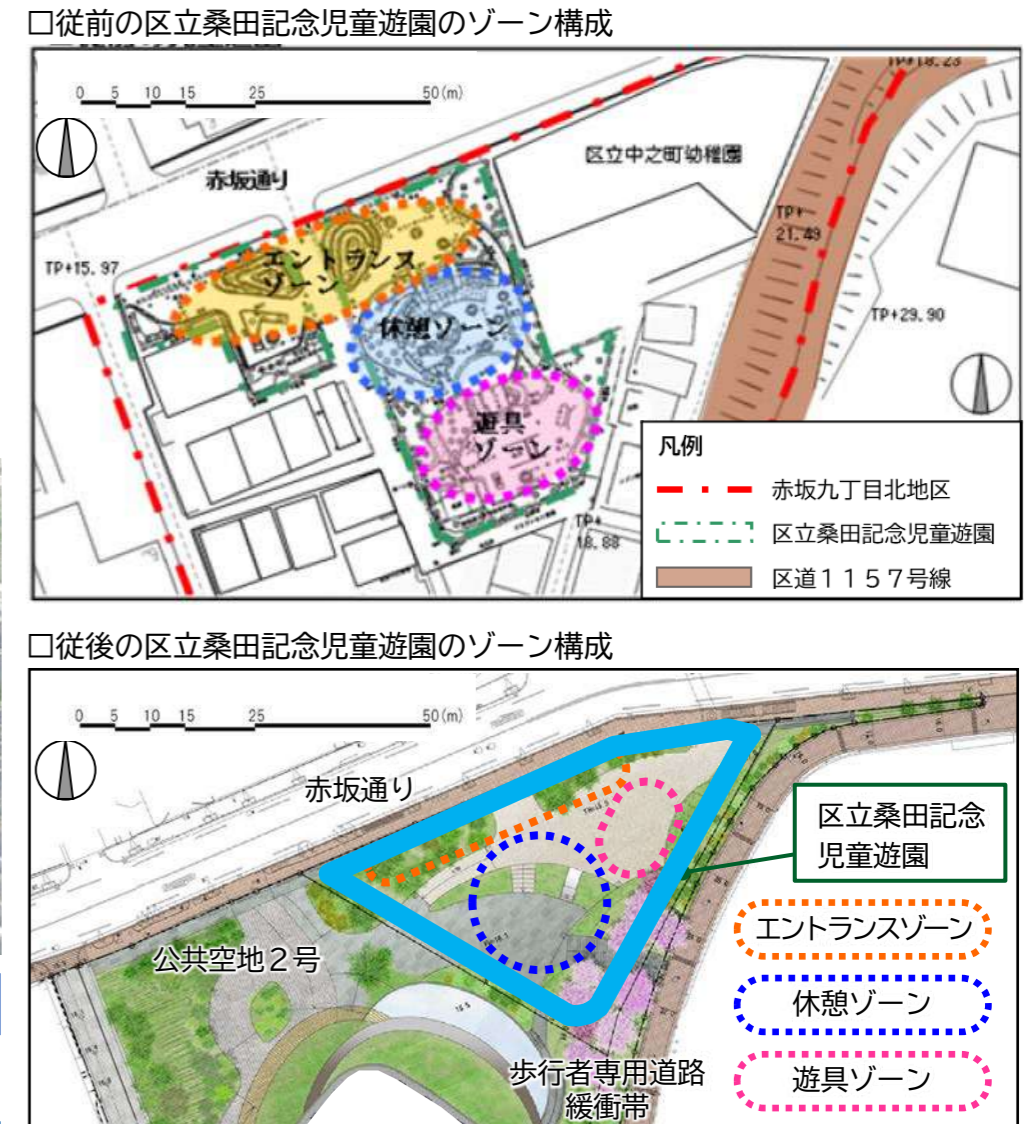 □従前の区立桑田記念児童遊園のゾーン構成
0 5 10 15 25 50(m)
TP+18.23
区立中之町幼稚園
赤坂通り
TP+
21.49
エントランス
ゾーン
TP+15.97
TP+29.90
休憩ゾーン
遊具
ゾーン
TP+
18.88
凡例
赤坂九丁目北地区
区立桑田記念児童遊園
区道1157号線
□従後の区立桑田記念児童遊園のゾーン構成
0 5 10 15 25 50(m)
赤坂通り
区立桑田記念
児童遊園
エントランスゾーン
公共空地2号
休憩ゾーン
歩行者専用道路
緩衝帯
遊具ゾーン